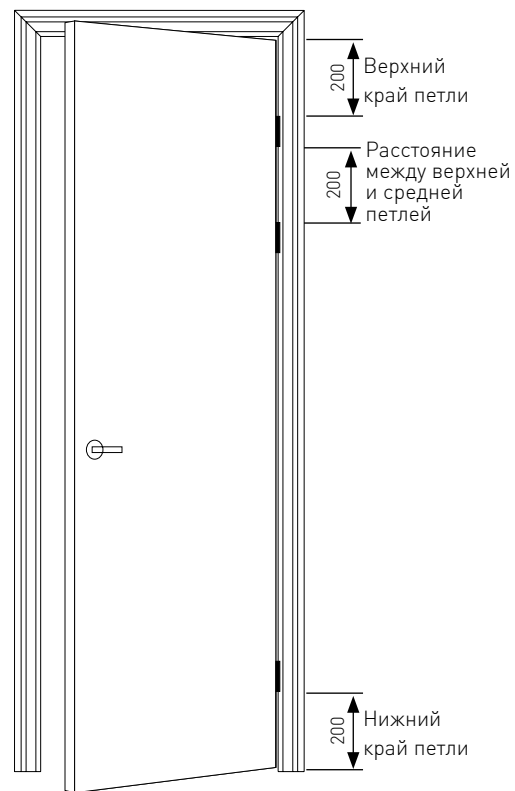 200
Верхний
край петли
200
Расстояние
между верхней
и средней
петлей
200
Нижний
край петли